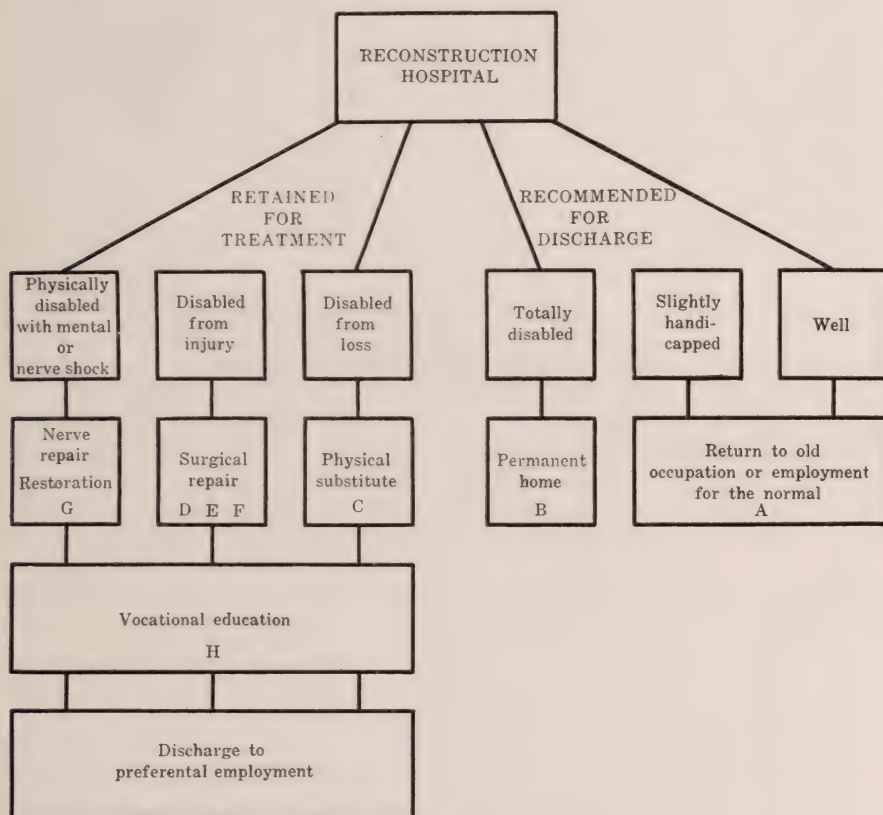 RECONSTRUCTION
HOSPITAL
RETAINED
FOR
TREATMENT
RECOMMENDED
FOR
DISCHARGE
Physically
disabled
with mental
or
nerve shock
Disabled
from
injury
Disabled
from
loss
Totally
disabled
Slightly
handi-
capped
Well
Nerve
repair
Restoration
G
Surgical
repair
D E F
Physical
substitute
C
Permanent
home
B
Return to old
occupation or employment
for the normal
A
Vocational education
H
Discharge to
preferental employment